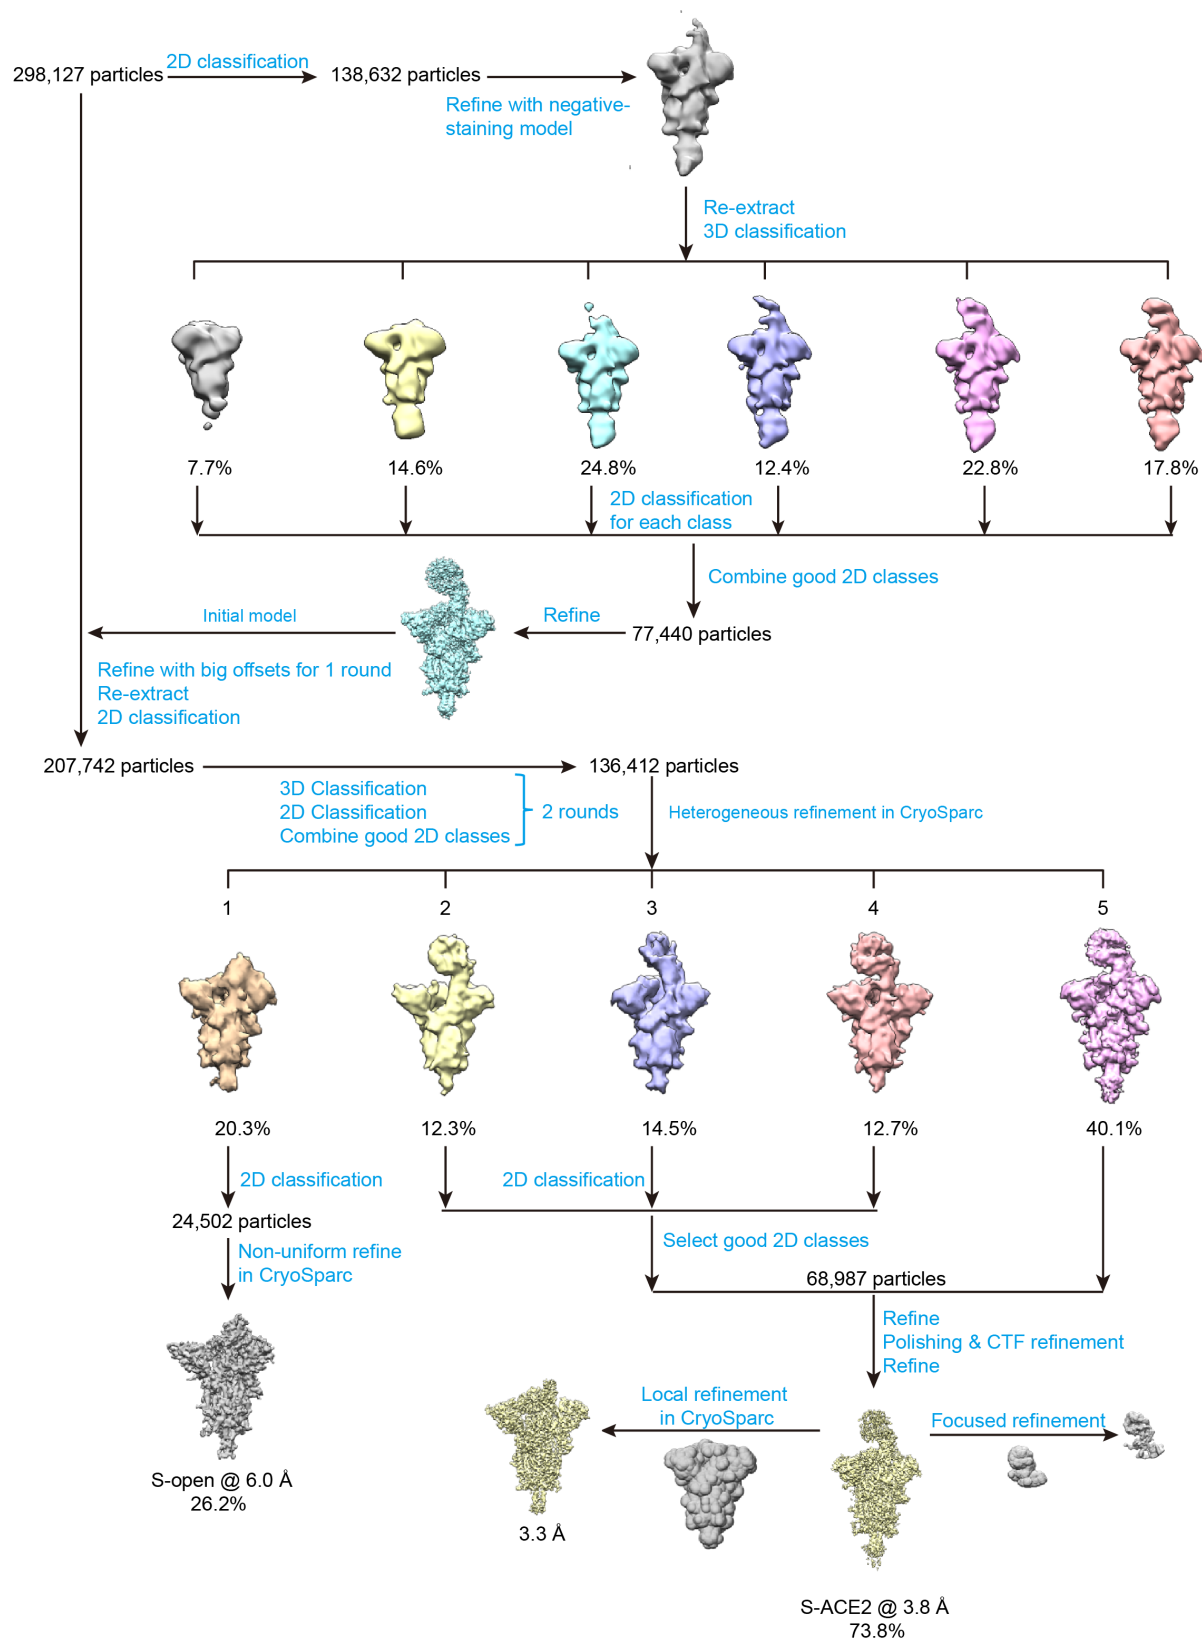 298,127 particles
2D classification
138,632 particles
Refine with negative-
staining model
Re-extract
3D classification
7.7%
14.6%
24.8%
12.4%
22.8%
17.8%
2D classification
for each class
Combine good 2D classes
77,440 particles
Refine
Initial model
Refine with big offsets for 1 round
Re-extract
2D classification
207,742 particles
136,412 particles
3D Classification
2D Classification
Combine good 2D classes
2 rounds
Heterogeneous refinement in CryoSparc
1
2
3
4
5
20.3%
12.3%
14.5%
12.7%
40.1%
2D classification
2D classification
24,502 particles
Non-uniform refine
in CryoSparc
Select good 2D classes
68,987 particles
Refine
Polishing & CTF refinement
Refine
Local refinement
in CryoSparc
Focused refinement
S-open @ 6.0 Å
26.2%
3.3 Å
S-ACE2 @ 3.8 Å
73.8%